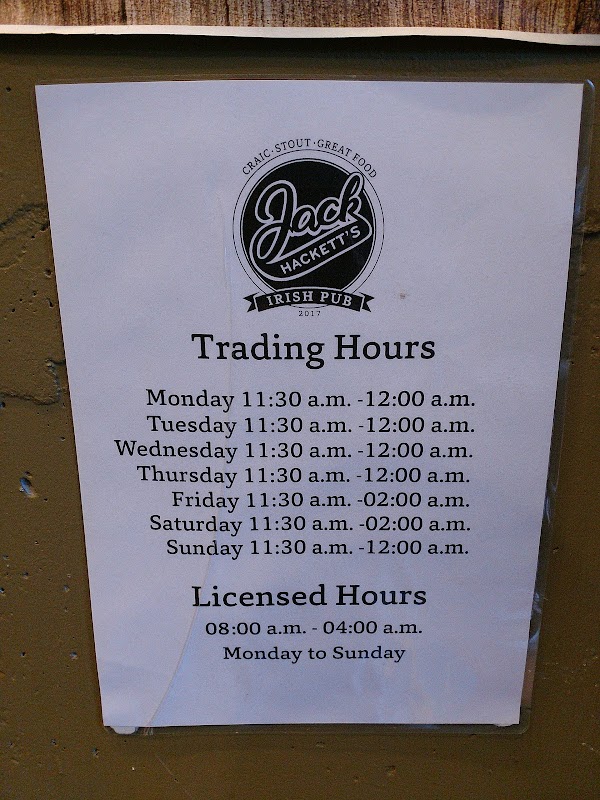 CRAIC · STOUT · GREAT FOOD
Jack
HACKETT'S
IRISH PUB
2017
Trading Hours
Monday 11:30 a.m. -12:00 a.m.
Tuesday 11:30 a.m. -12:00 a.m.
Wednesday 11:30 a.m. -12:00 a.m.
Thursday 11:30 a.m. -12:00 a.m.
Friday 11:30 a.m. -02:00 a.m.
Saturday 11:30 a.m. -02:00 a.m.
Sunday 11:30 a.m. -12:00 a.m.
Licensed Hours
08:00 a.m. - 04:00 a.m.
Monday to Sunday